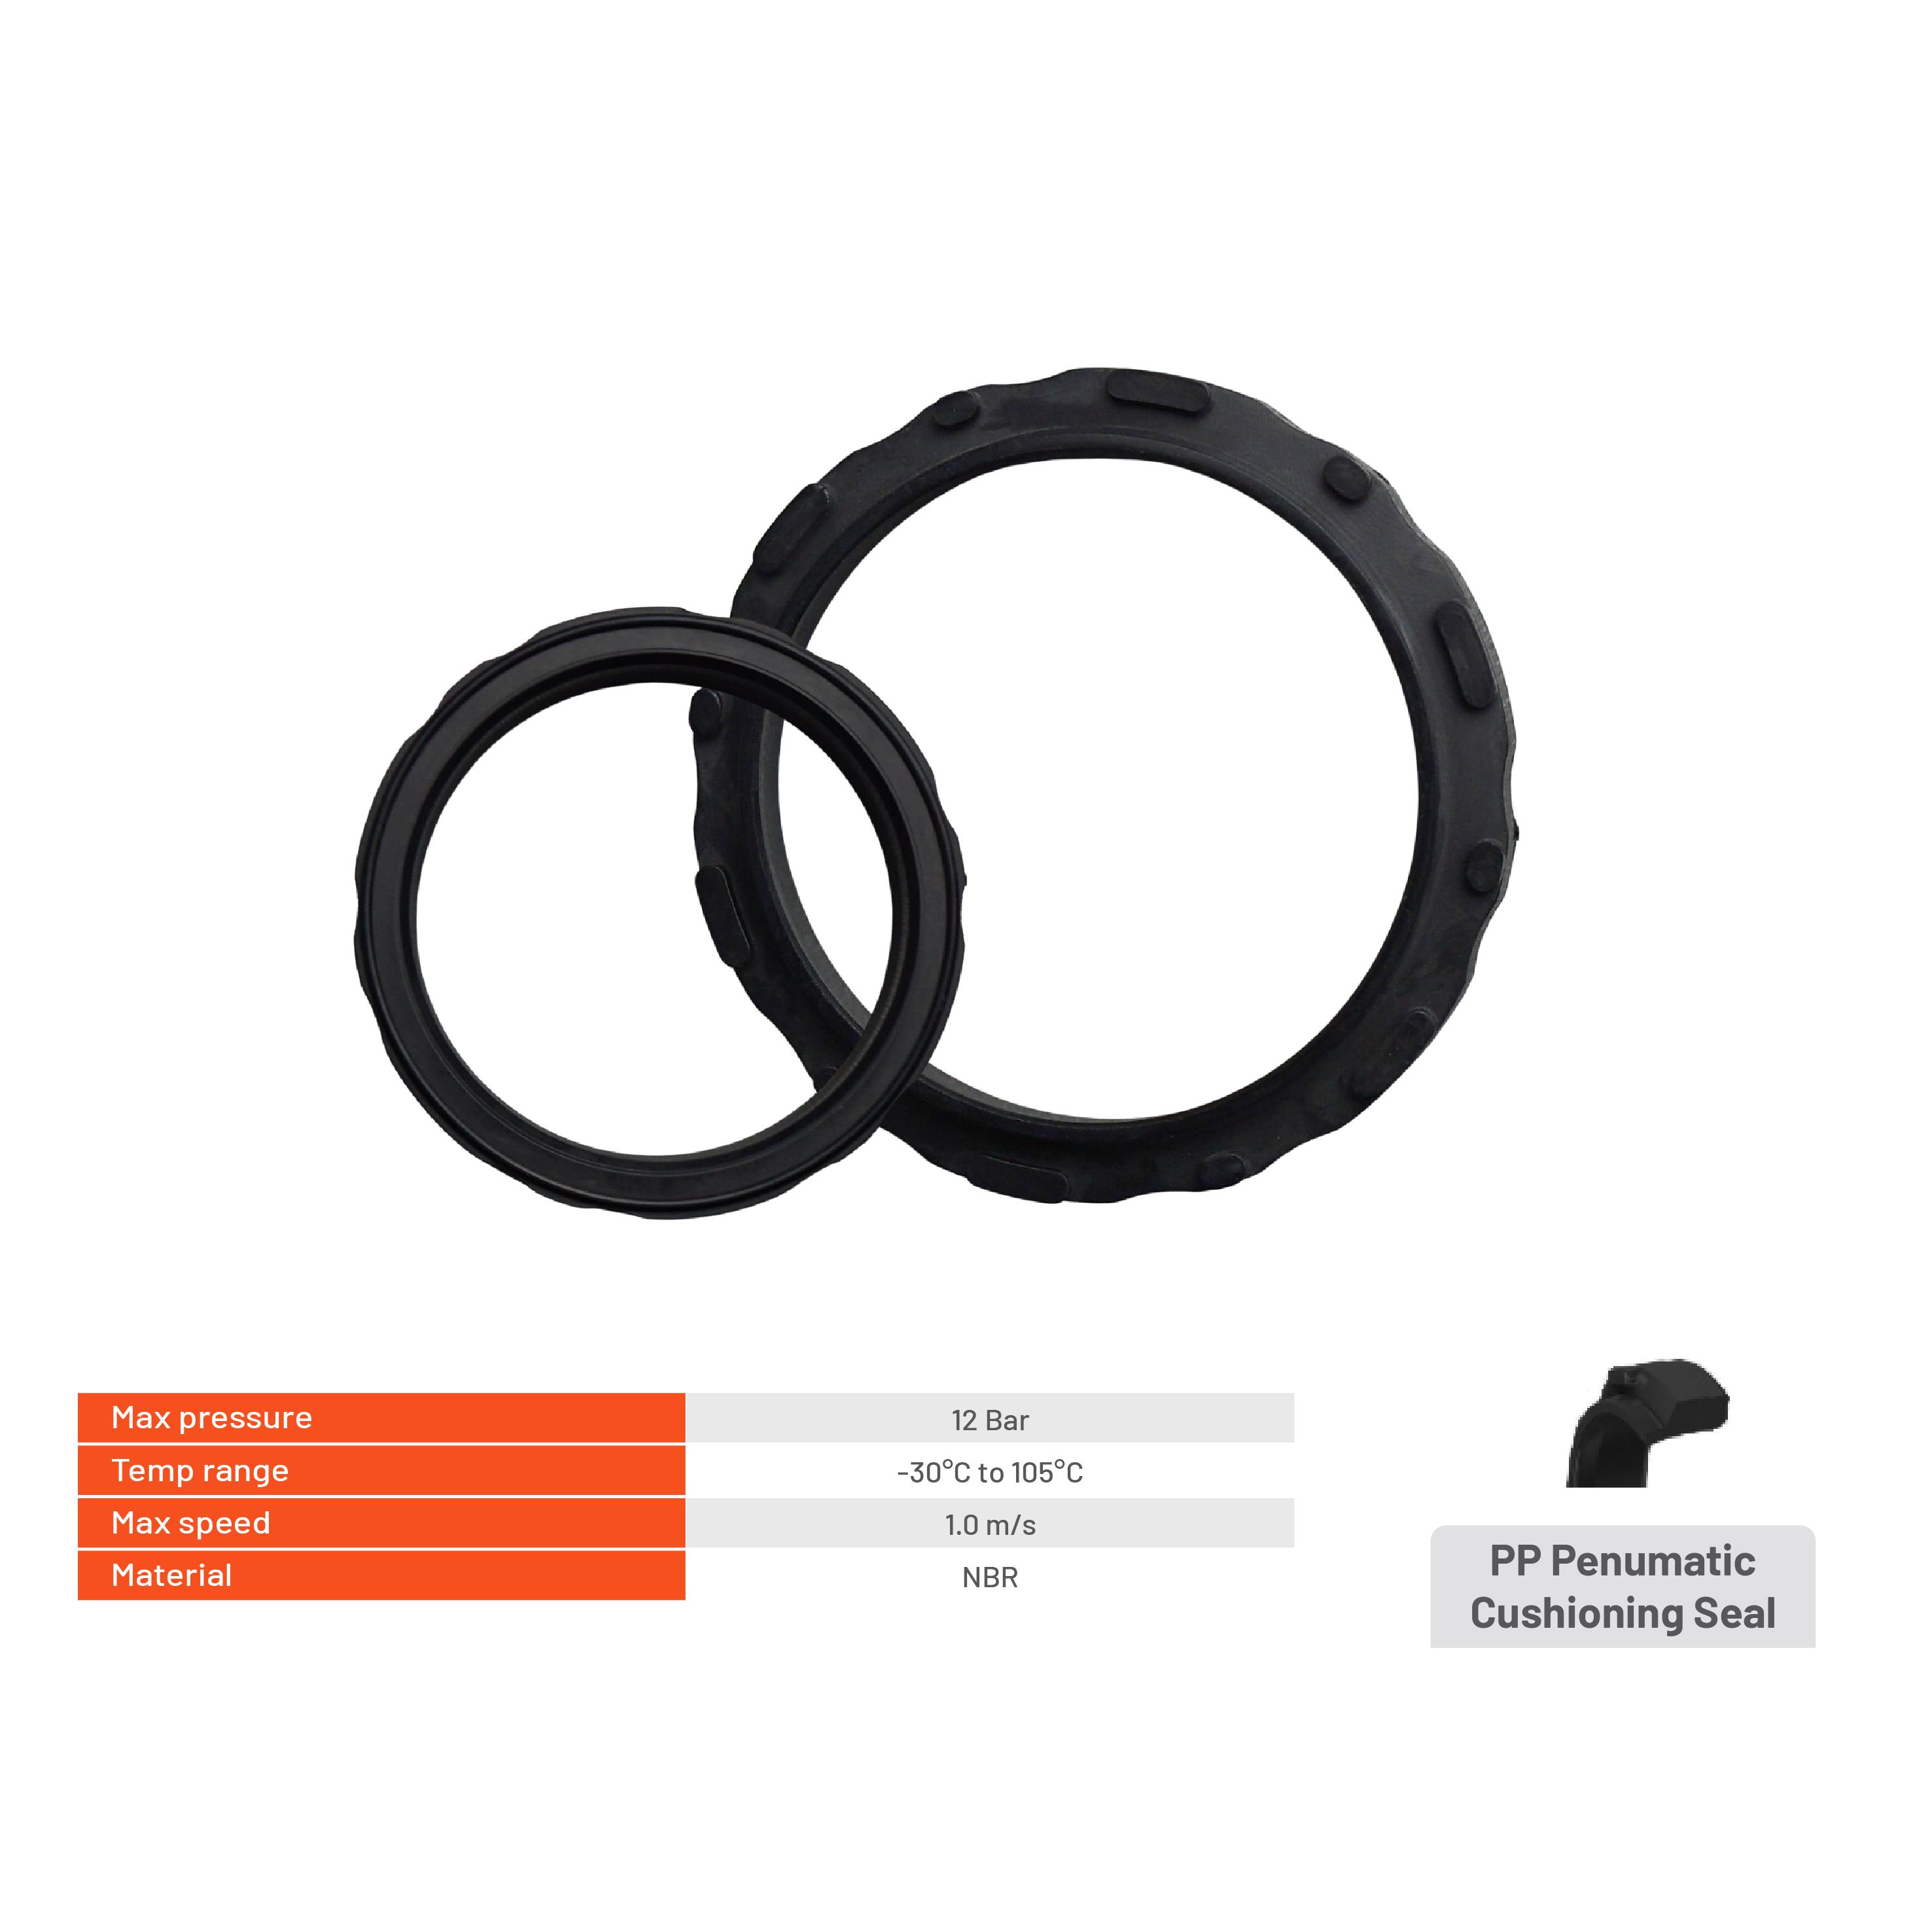 Max pressure 12 Bar
Temp range -30°C to 105°C
Max speed 1.0 m/s
Material NBR
PP Penumatic
Cushioning Seal